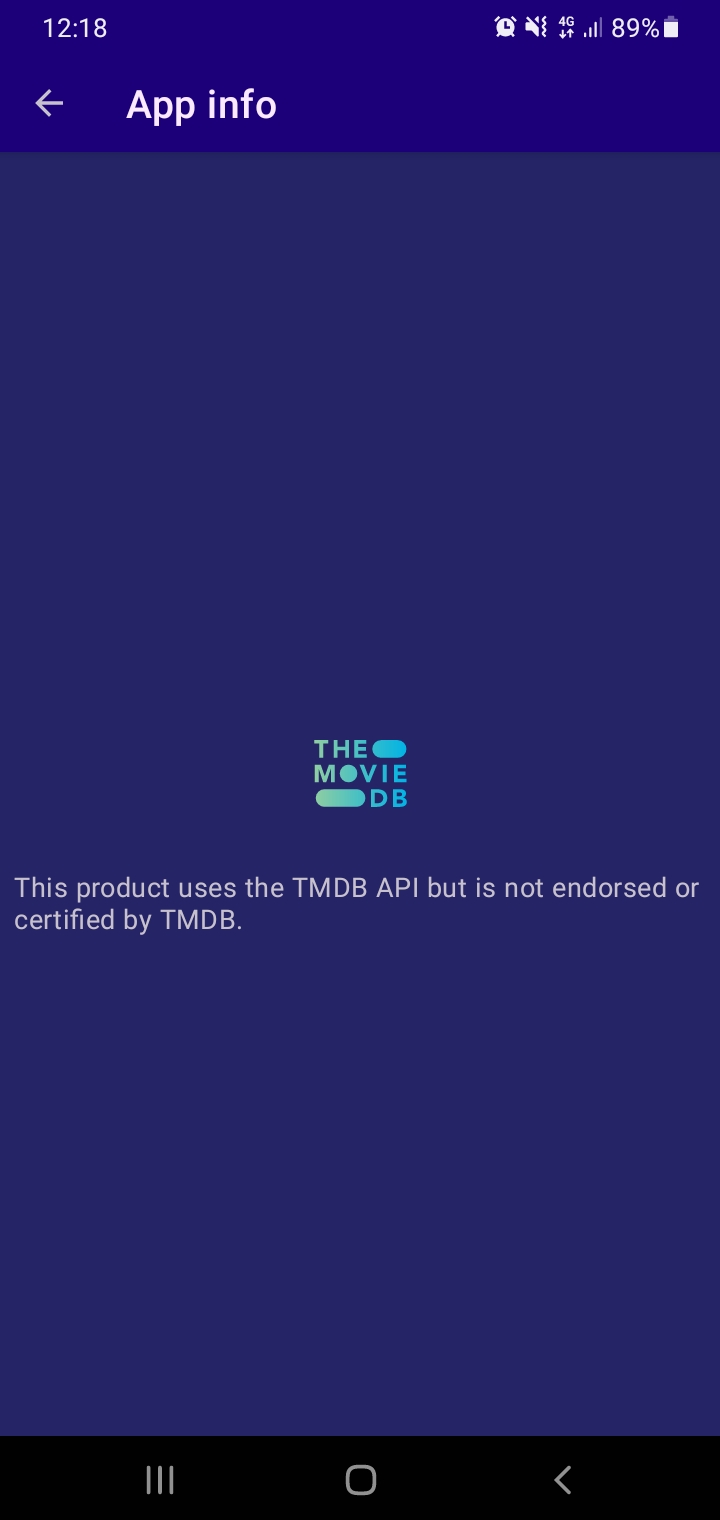 12:18
4G
89%
App info
THE
MOVIE
DB
This product uses the TMDB API but is not endorsed or
certified by TMDB.